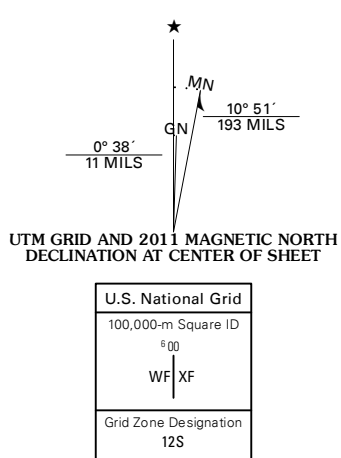 ★
MN
10° 51´
193 MILS
GN
0° 38´
11 MILS
UTM GRID AND 2011 MAGNETIC NORTH
DECLINATION AT CENTER OF SHEET
U.S. National Grid
100,000-m Square ID
⁶00
WF XF
Grid Zone Designation
12S